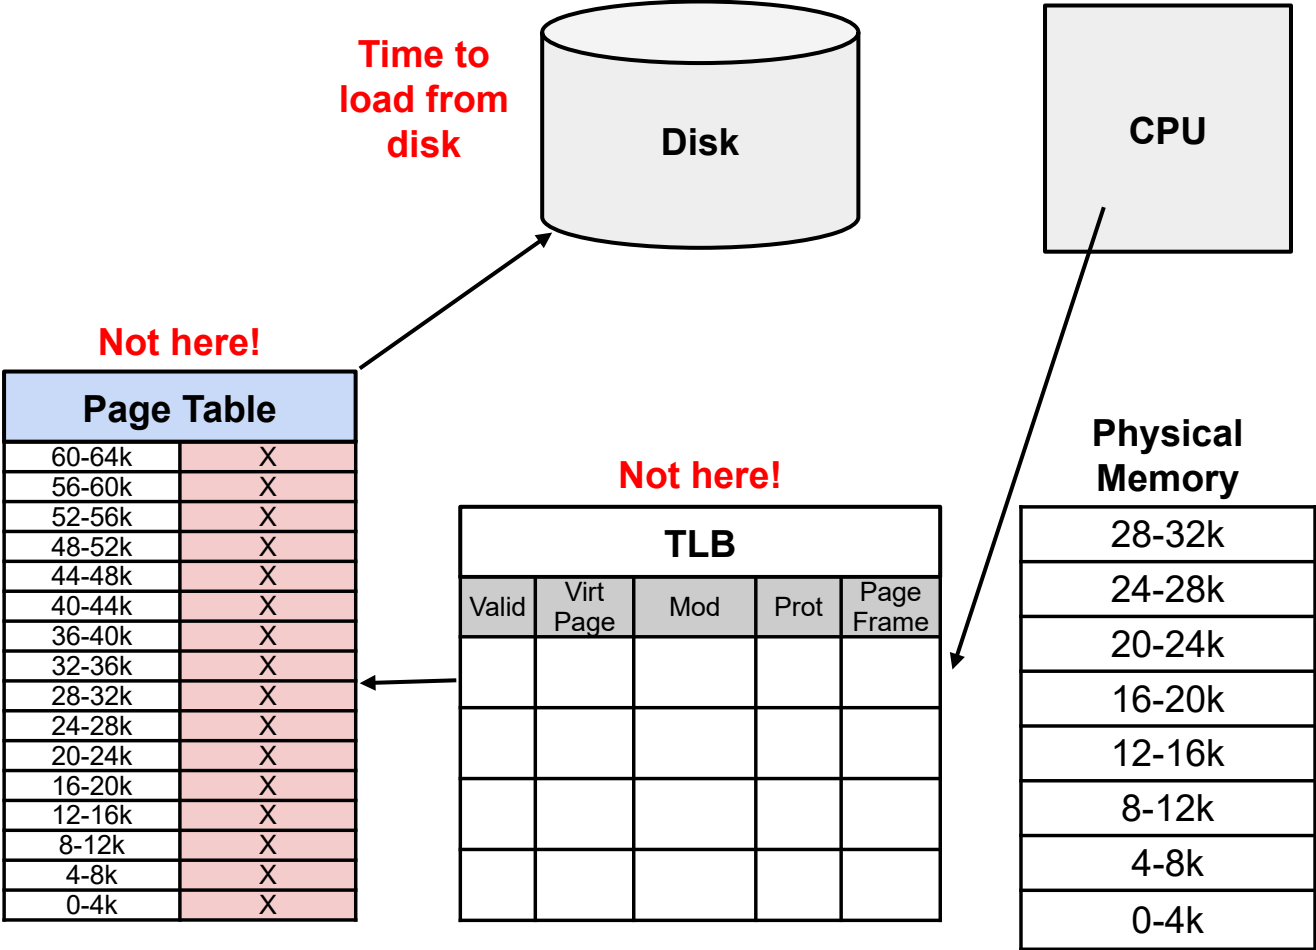 Time to
load from
disk
Disk
CPU
Not here!
Page Table
60-64k X
56-60k X
52-56k X
48-52k X
44-48k X
40-44k X
36-40k X
32-36k X
28-32k X
24-28k X
20-24k X
16-20k X
12-16k X
8-12k X
4-8k X
0-4k X
Not here!
TLB
Valid Virt Page Mod Prot Page Frame
Physical
Memory
28-32k
24-28k
20-24k
16-20k
12-16k
8-12k
4-8k
0-4k